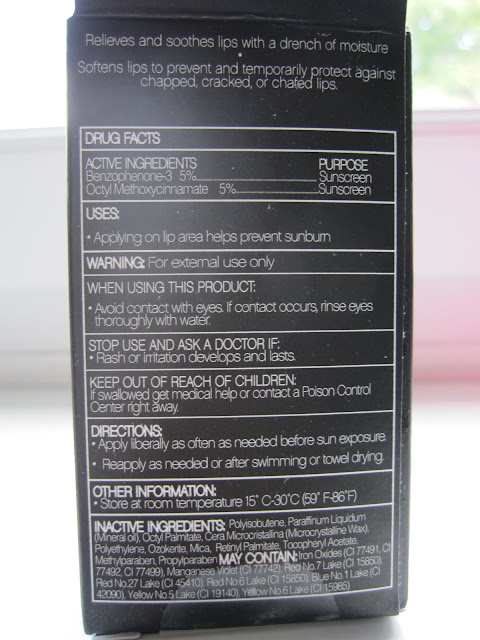 Relieves and soothes lips with a drench of moisture
•
Softens lips to prevent and temporarily protect against
chapped, cracked, or chafed lips.
DRUG FACTS
ACTIVE INGREDIENTS PURPOSE
Benzophenone-3 5%........................Sunscreen
Octyl Methoxycinnamate 5%................Sunscreen
USES:
• Applying on lip area helps prevent sunburn
WARNING: For external use only
WHEN USING THIS PRODUCT:
• Avoid contact with eyes. If contact occurs, rinse eyes
thoroughly with water.
STOP USE AND ASK A DOCTOR IF:
• Rash or irritation develops and lasts.
KEEP OUT OF REACH OF CHILDREN:
If swallowed get medical help or contact a Poison Control
Center right away.
DIRECTIONS:
• Apply liberally as often as needed before sun exposure.
• Reapply as needed or after swimming or towel drying.
OTHER INFORMATION:
• Store at room temperature 15° C-30°C (59° F-86°F)
INACTIVE INGREDIENTS: Polyisobutene, Paraffinum Liquidum
(Mineral oil), Octyl Palmitate, Cera Microcristallina (Microcrystalline Wax),
Polyethylene, Ozokerite, Mica, Retinyl Palmitate, Tocopheryl Acetate,
Methylparaben, Propylparaben MAY CONTAIN: Iron Oxides (CI 77491, CI
77492, CI 77499), Manganese Violet (CI 77742), Red No.7 Lake (CI 15850),
Red No.27 Lake (CI 45410), Red No.6 Lake (CI 15850), Blue No.1 Lake (CI
42090), Yellow No.5 Lake (CI 19140), Yellow No.6 Lake (CI 15985)